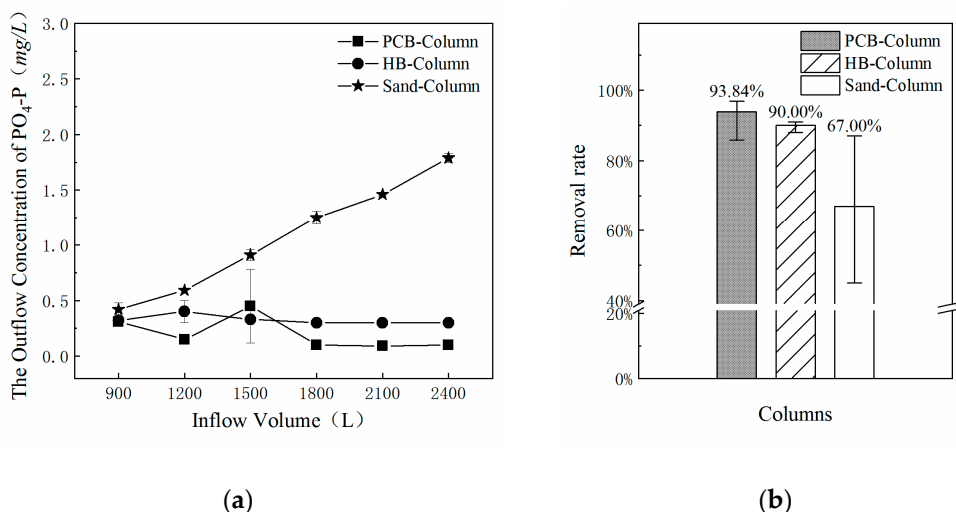 The Outflow Concentration of PO4-P（mg/L）
3.0
2.5
2.0
1.5
1.0
0.5
0.0
PCB-Column
HB-Column
Sand-Column
900 1200 1500 1800 2100 2400
Inflow Volume（L）
(a)
Removal rate
100%
80%
60%
40%
20%
0%
PCB-Column
HB-Column
Sand-Column
93.84%
90.00%
67.00%
Columns
(b)